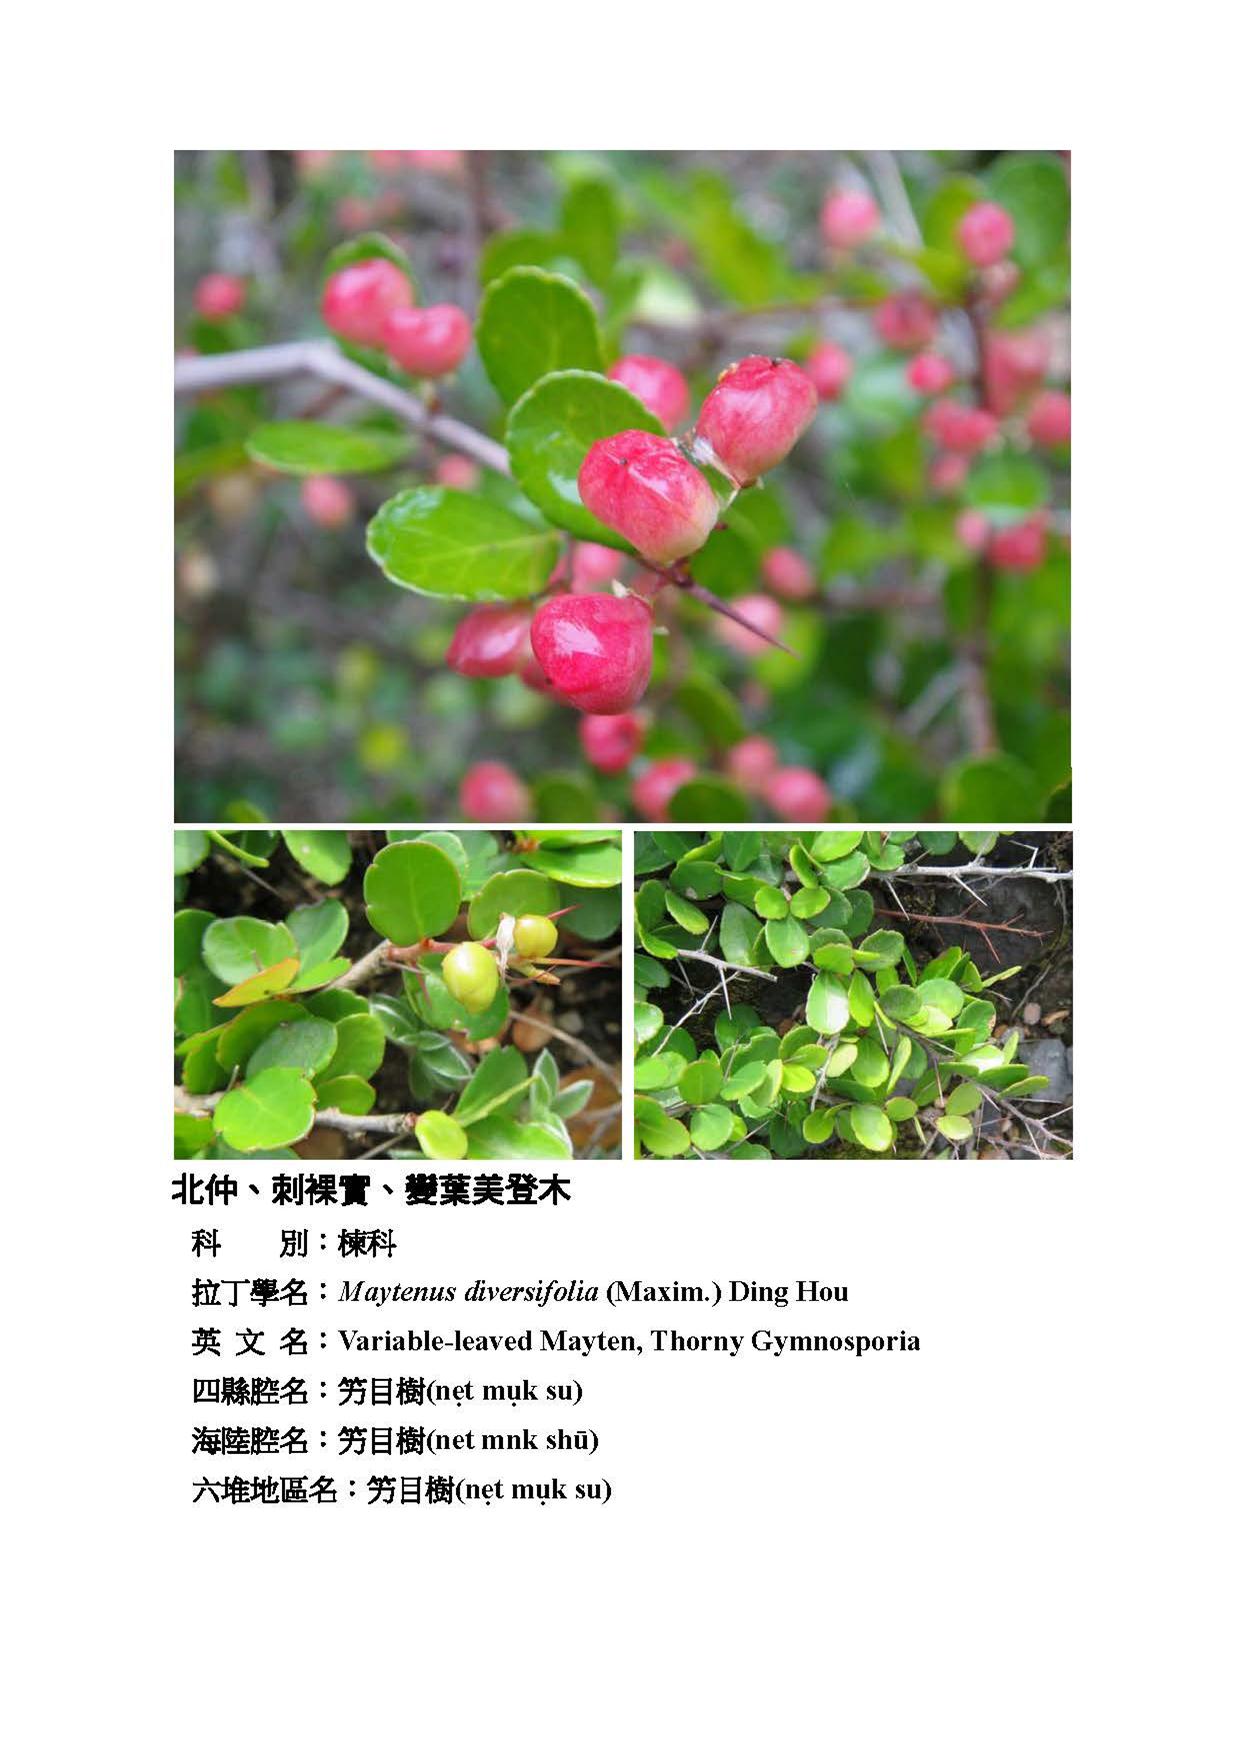 北仲、刺裸實、變葉美登木
科　　別：楝科
拉丁學名：Maytenus diversifolia (Maxim.) Ding Hou
英 文 名：Variable-leaved Mayten, Thorny Gymnosporia
四縣腔名：竻目樹(nẹt mụk su)
海陸腔名：竻目樹(net mnk shū)
六堆地區名：竻目樹(nẹt mụk su)